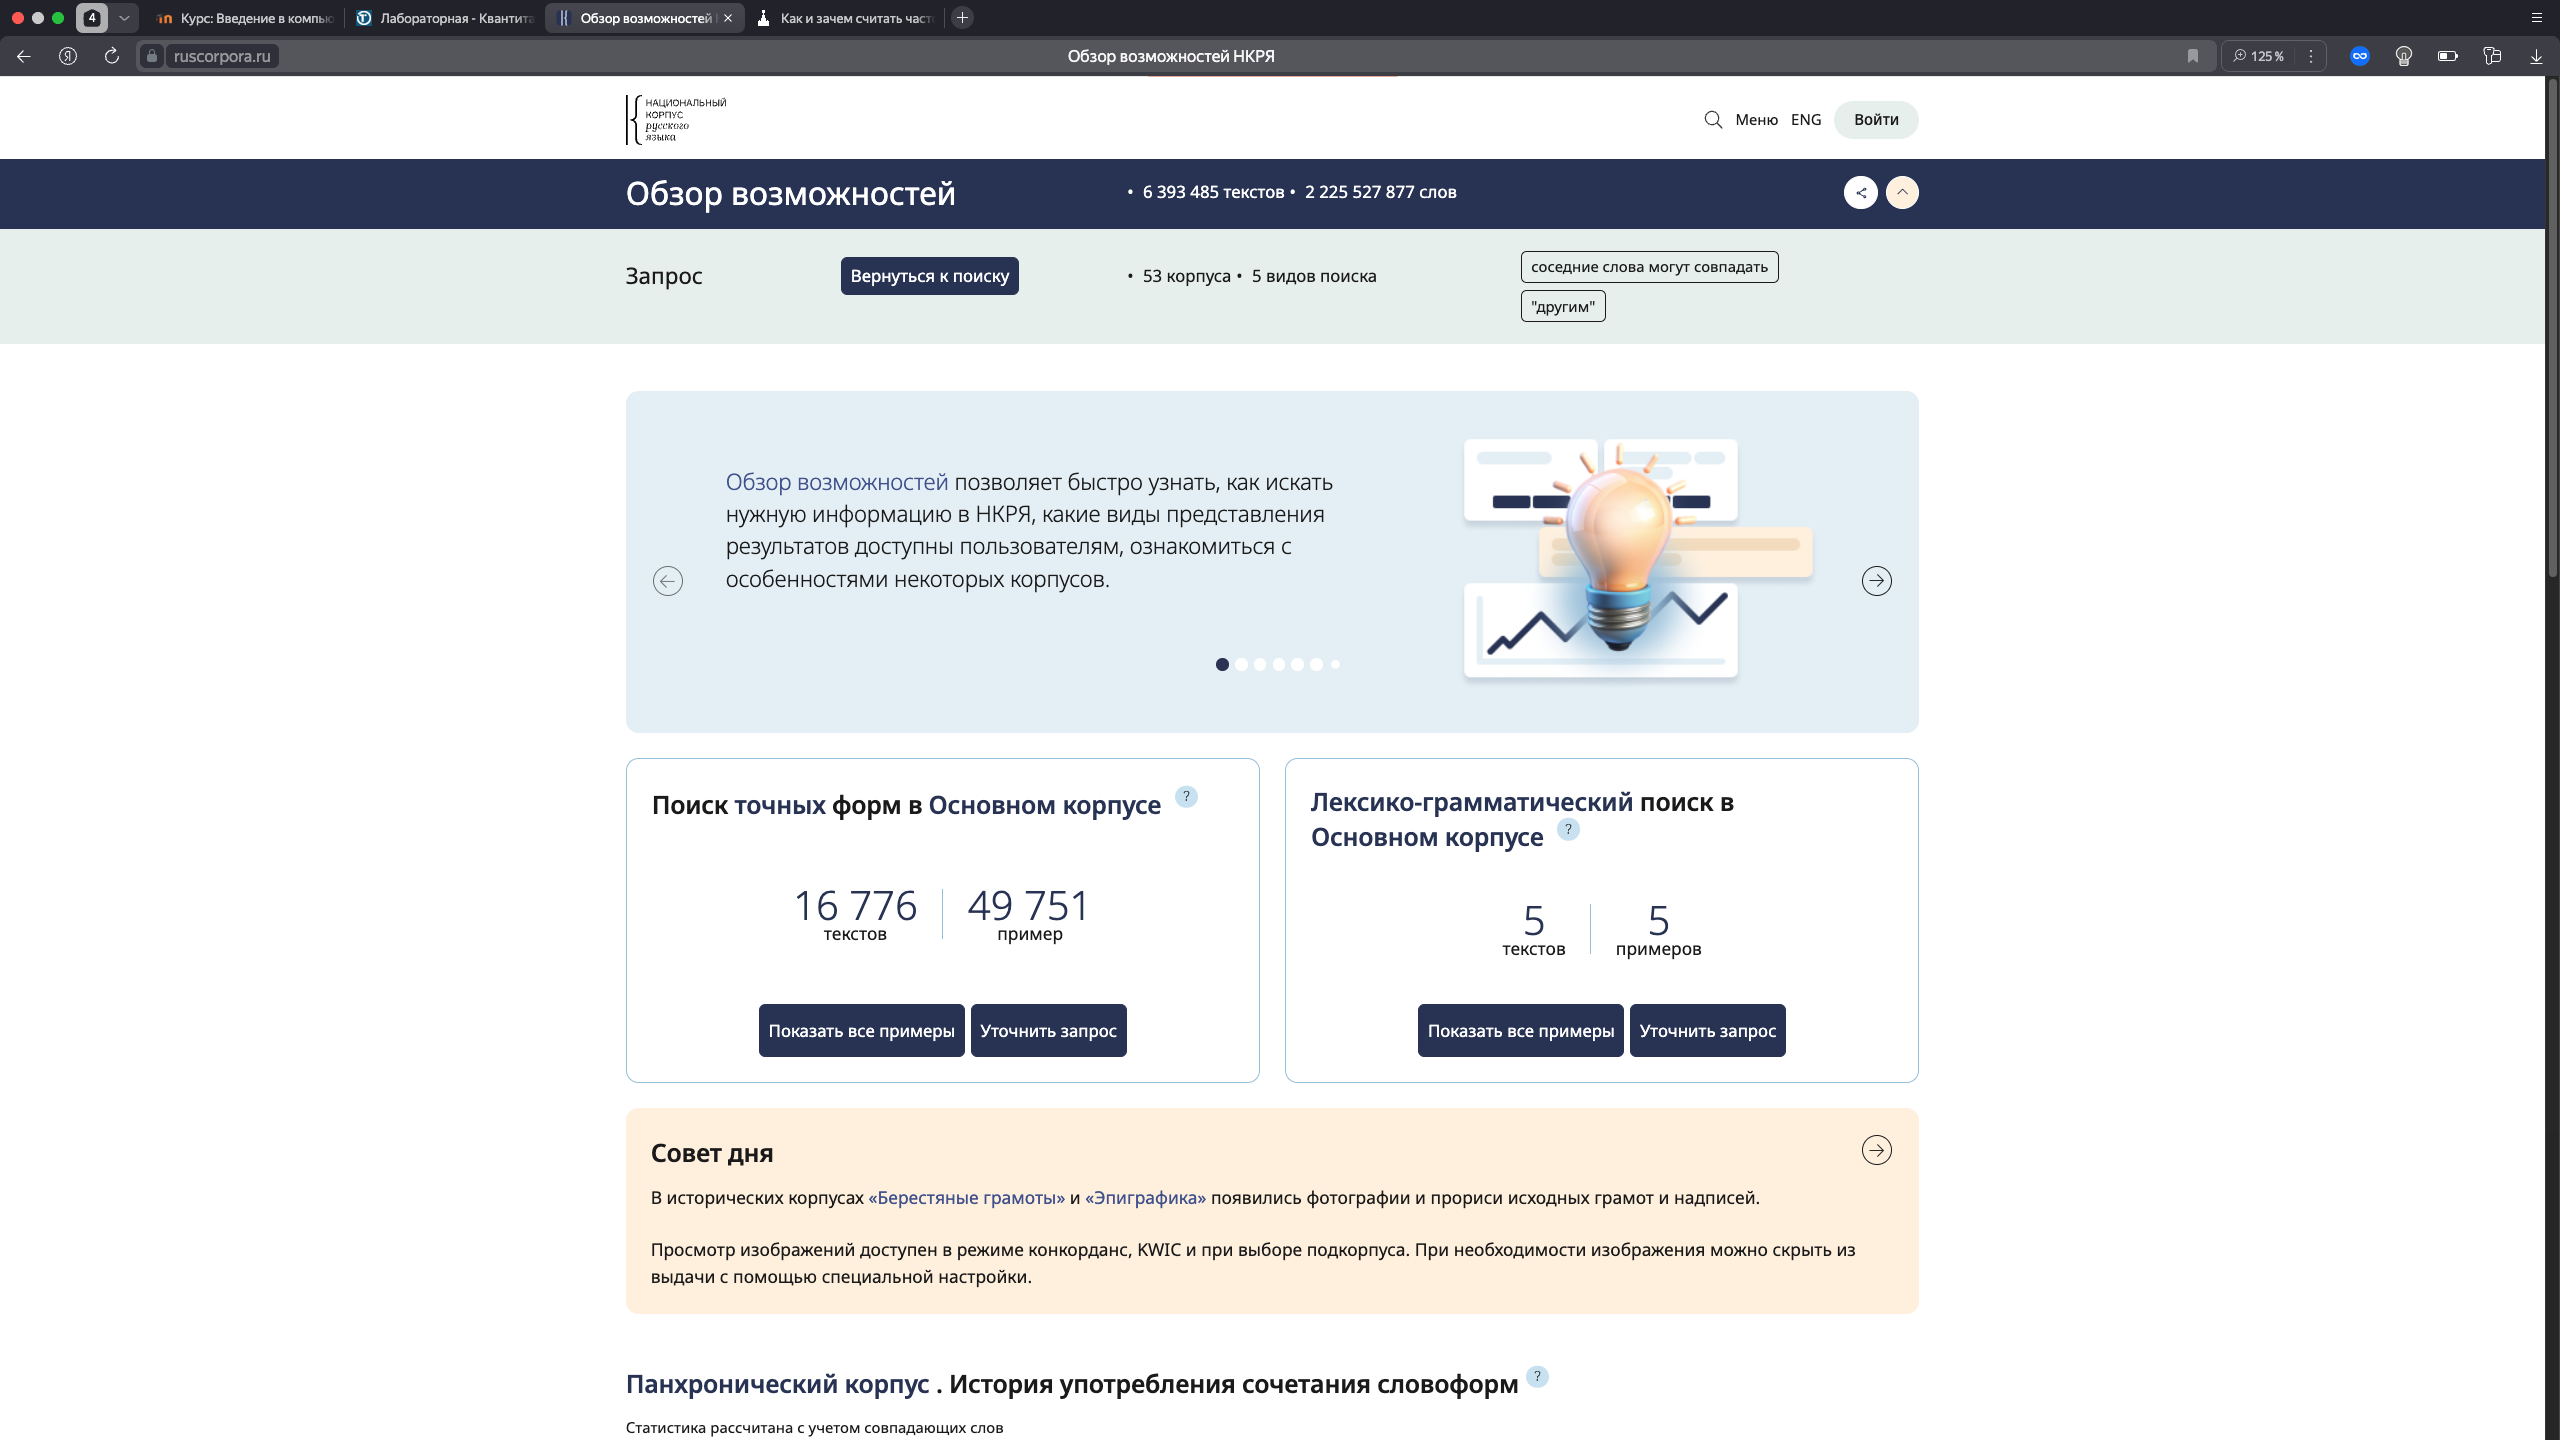 4
Курс: Введение в компью
Лабораторная - Квантита
Обзор возможностей
Как и зачем считать част
ruscorpora.ru
Обзор возможностей НКРЯ
125 %
НАЦИОНАЛЬНЫЙ
КОРПУС
русского
языка
Меню
ENG
Войти
Обзор возможностей
• 6 393 485 текстов • 2 225 527 877 слов
Запрос
Вернуться к поиску
• 53 корпуса • 5 видов поиска
соседние слова могут совпадать
"другим"
Обзор возможностей позволяет быстро узнать, как искать
нужную информацию в НКРЯ, какие виды представления
результатов доступны пользователям, ознакомиться с
особенностями некоторых корпусов.
Поиск точных форм в Основном корпусе ?
16 776
текстов
49 751
пример
Показать все примеры
Уточнить запрос
Лексико-грамматический поиск в
Основном корпусе ?
5
текстов
5
примеров
Показать все примеры
Уточнить запрос
Совет дня
В исторических корпусах «Берестяные грамоты» и «Эпиграфика» появились фотографии и прориси исходных грамот и надписей.
Просмотр изображений доступен в режиме конкорданс, KWIC и при выборе подкорпуса. При необходимости изображения можно скрыть из
выдачи с помощью специальной настройки.
Панхронический корпус . История употребления сочетания словоформ ?
Статистика рассчитана с учетом совпадающих слов